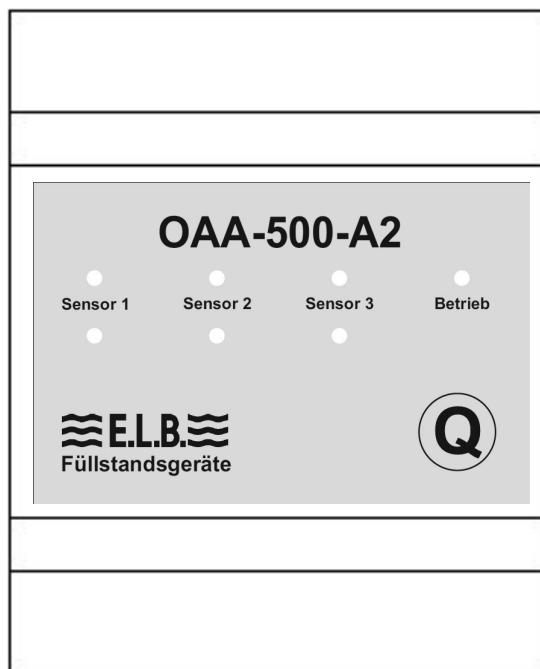 OAA-500-A2
Sensor 1 Sensor 2 Sensor 3 Betrieb
E.L.B.
Füllstandsgeräte
Q